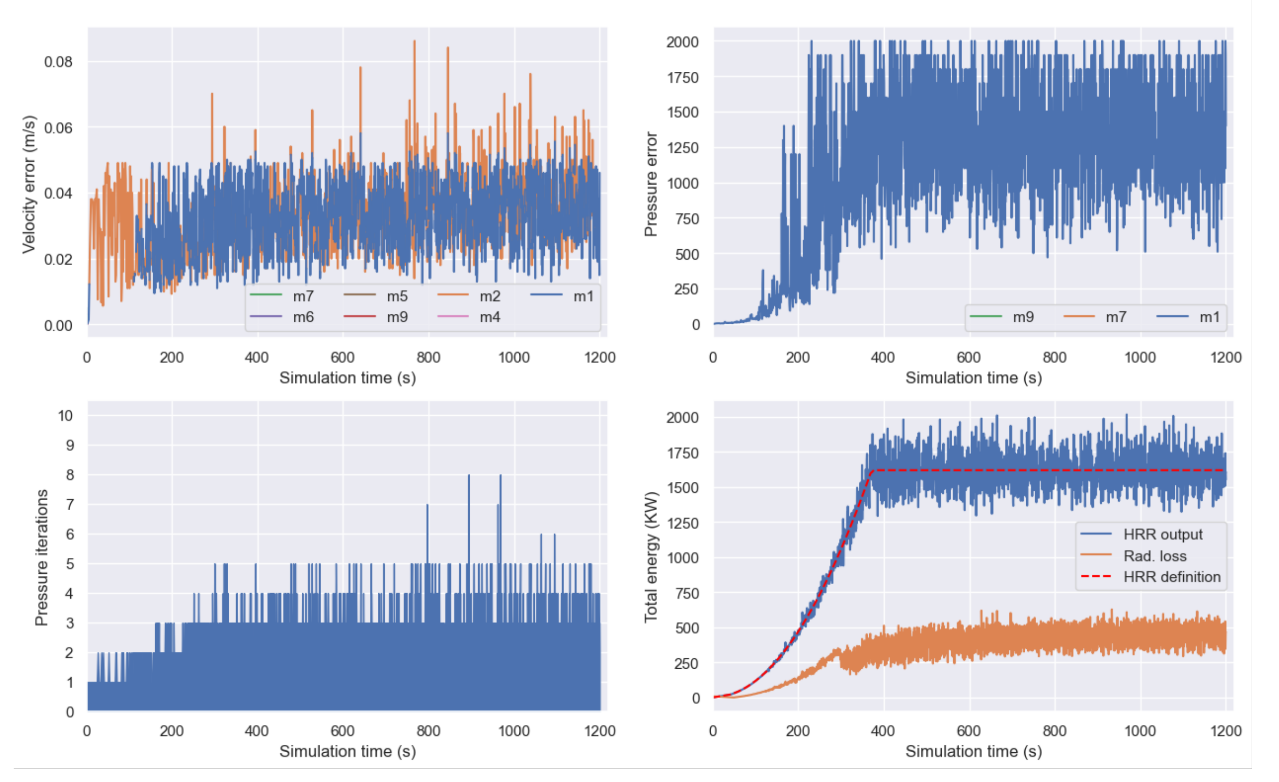 0.08
0.06
0.04
0.02
0.00
Velocity error (m/s)
m7 m5 m2 m1
m6 m9 m4
0 200 400 600 800 1000 1200
Simulation time (s)
2000
1750
1500
1250
1000
750
500
250
0
Pressure error
m9 m7 m1
0 200 400 600 800 1000 1200
Simulation time (s)
10
9
8
7
6
5
4
3
2
1
0
Pressure iterations
0 200 400 600 800 1000 1200
Simulation time (s)
2000
1750
1500
1250
1000
750
500
250
0
Total energy (KW)
HRR output
Rad. loss
HRR definition
0 200 400 600 800 1000 1200
Simulation time (s)